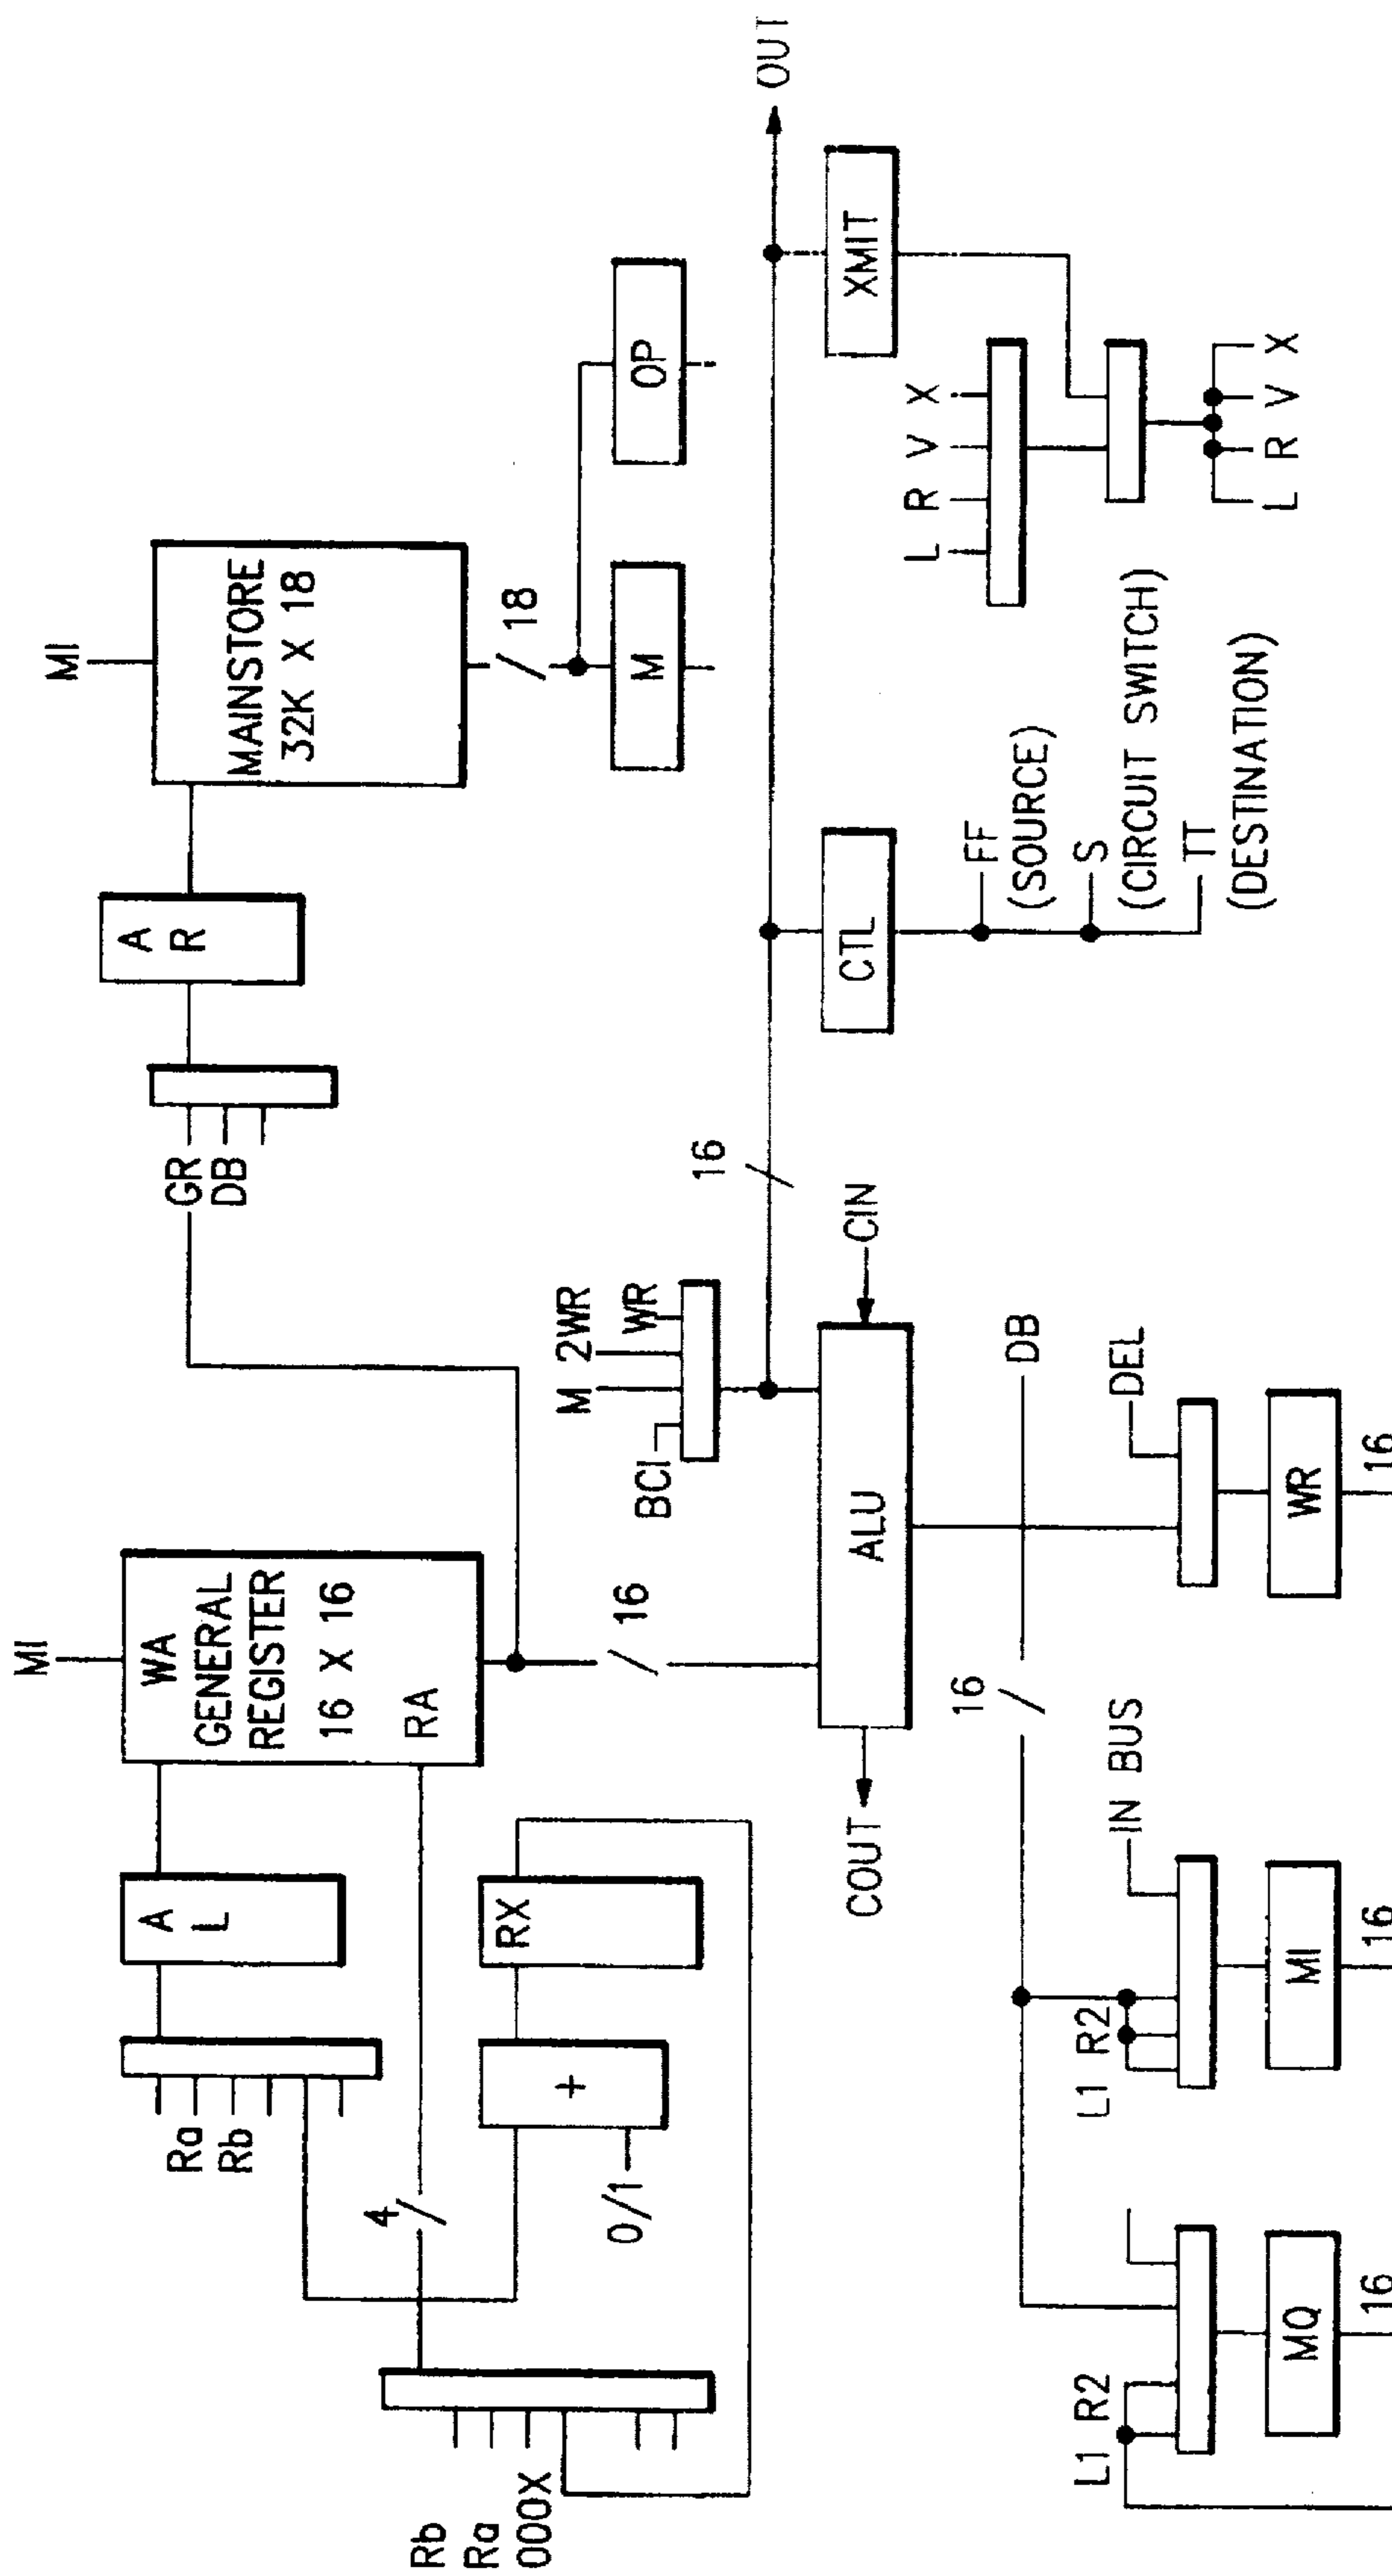 MI
WA
GENERAL
REGISTER
16 X 16
RA
A
L
Ra
Rb
4
RX
+
0/1
Rb
Ra
000X
MI
MAINSTORE
32K X 18
18
A
R
GR
DB
M
OP
16
BCI
M
2WR
WR
16
ALU
CIN
COUT
OUT
CTL
FF
(SOURCE)
S
(CIRCUIT SWITCH)
TT
(DESTINATION)
XMIT
L R V X
L R V X
DB
16
L1 R2
MQ
16
L1 R2
IN BUS
MI
16
DEL
WR
16